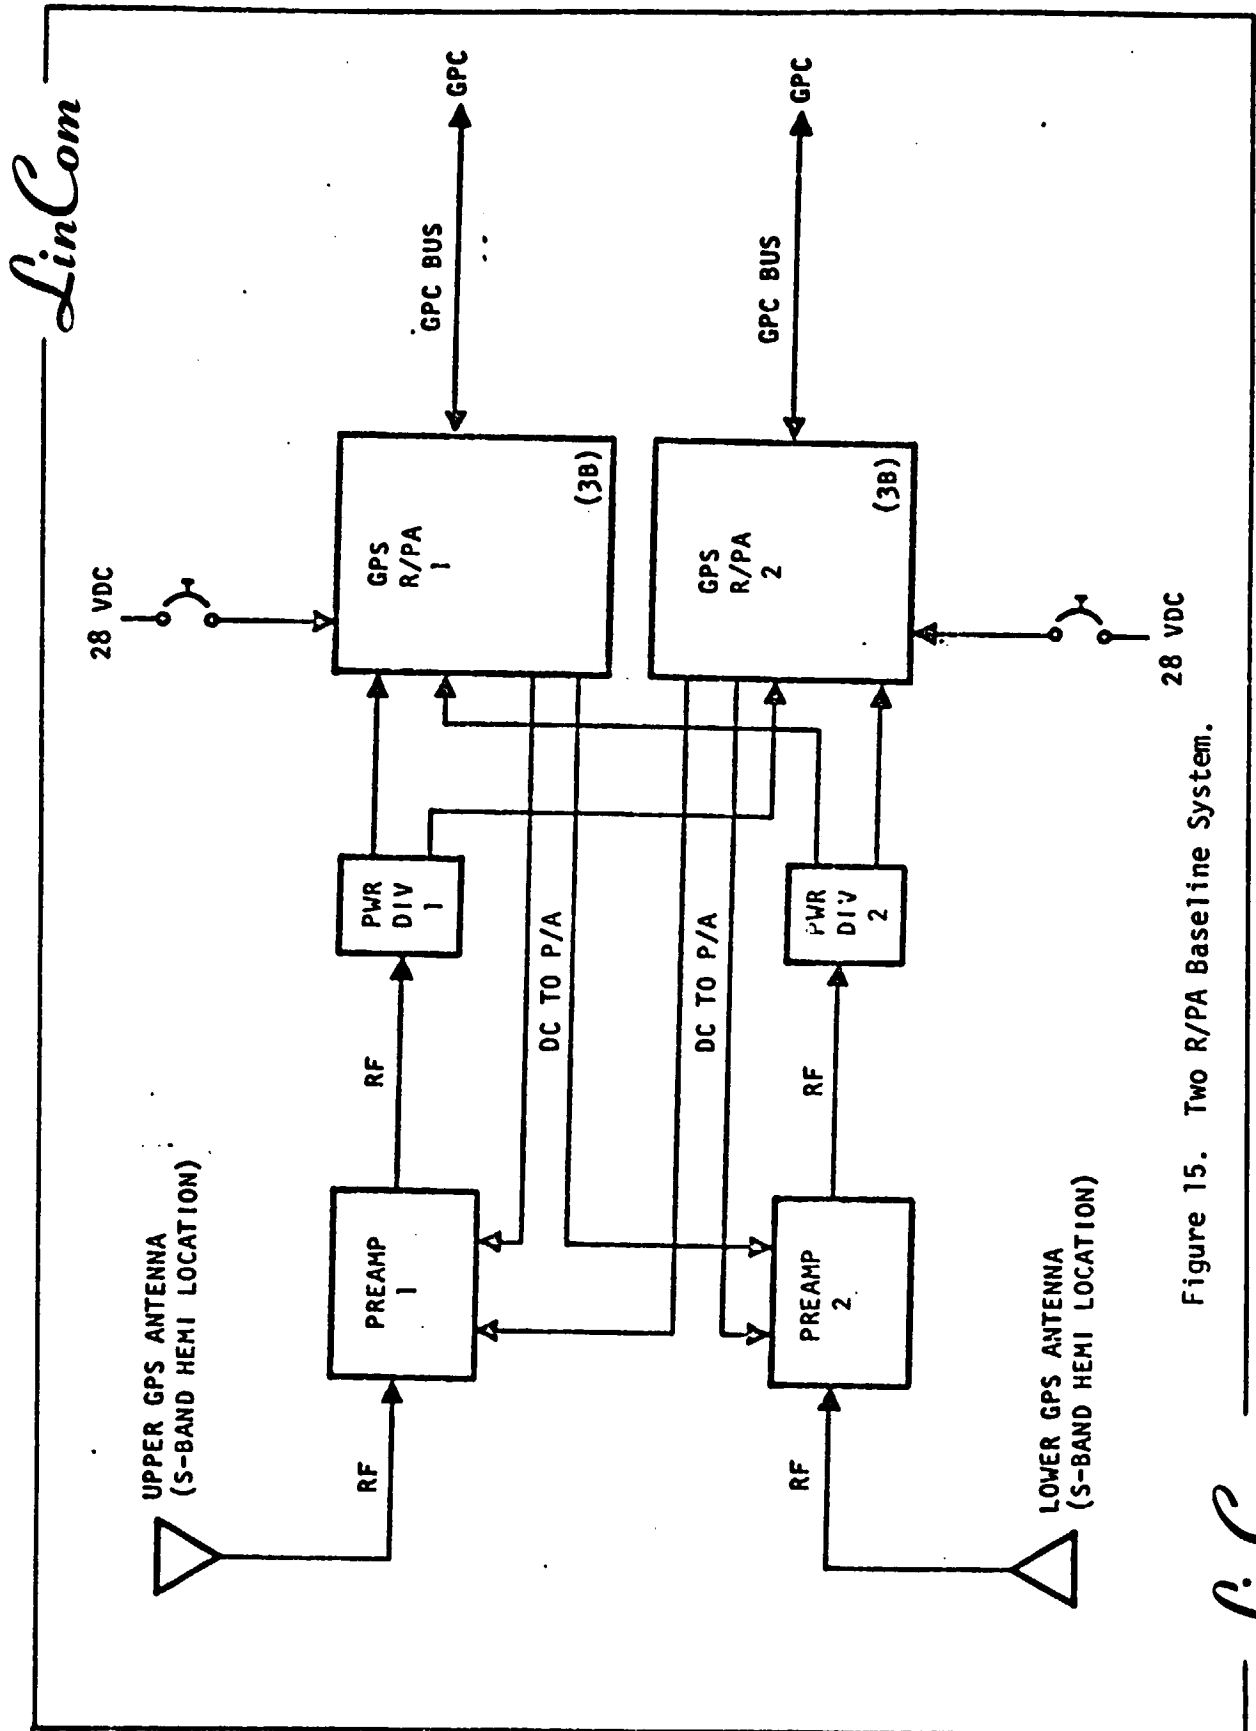 LinCom
28 VDC
UPPER GPS ANTENNA
(S-BAND HEMI LOCATION)
RF
PREAMP
1
RF
PWR
DIV
1
GPS
R/PA
1
(3B)
GPC BUS
GPC
DC TO P/A
DC TO P/A
RF
PREAMP
2
RF
PWR
DIV
2
GPS
R/PA
2
(3B)
GPC BUS
GPC
LOWER GPS ANTENNA
(S-BAND HEMI LOCATION)
28 VDC
Figure 15. Two R/PA Baseline System.